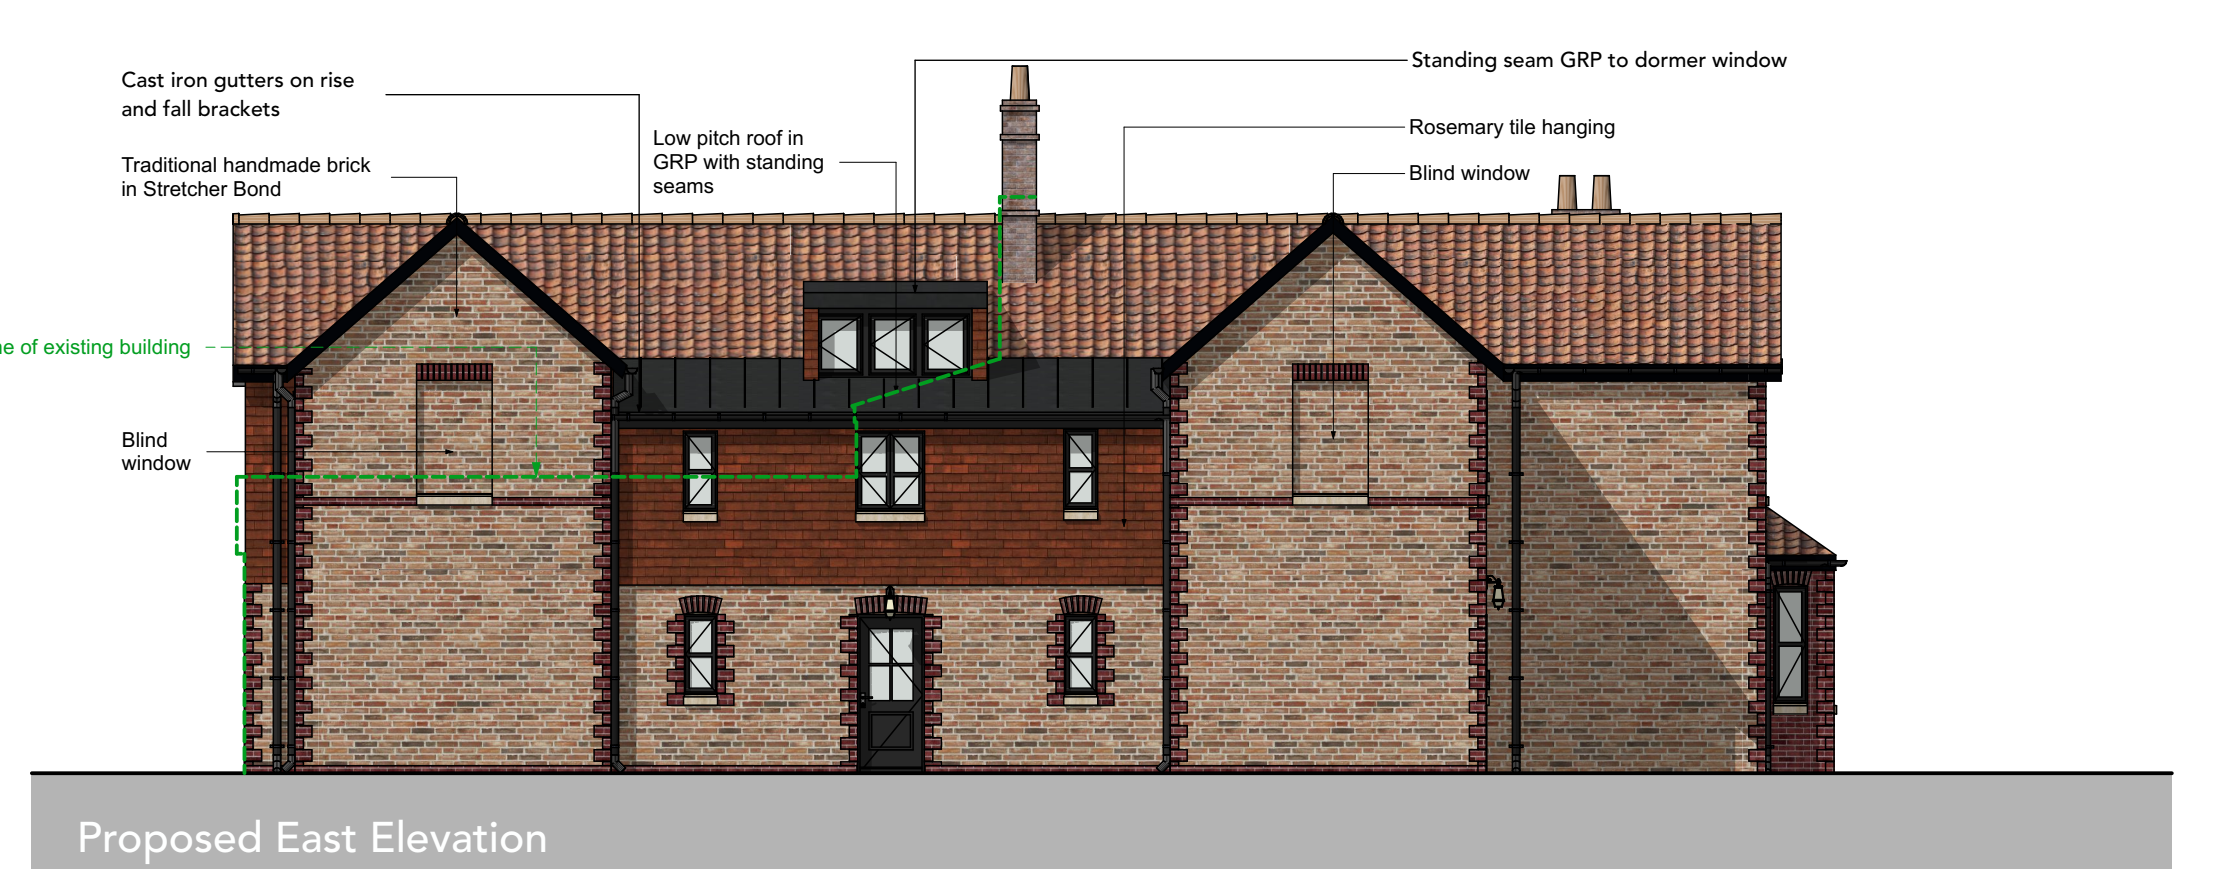 Cast iron gutters on rise
and fall brackets
Traditional handmade brick
in Stretcher Bond
Low pitch roof in
GRP with standing
seams
Standing seam GRP to dormer window
Rosemary tile hanging
Blind window
of existing building
Blind
window
Proposed East Elevation